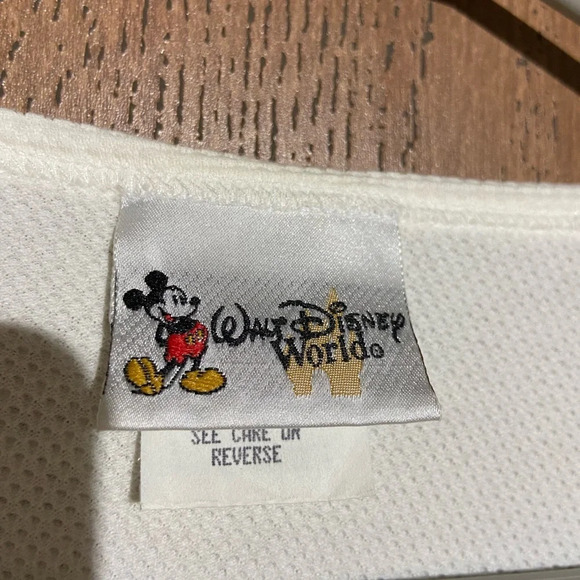 Walt Disney
World®
SEE CARE ON
REVERSE